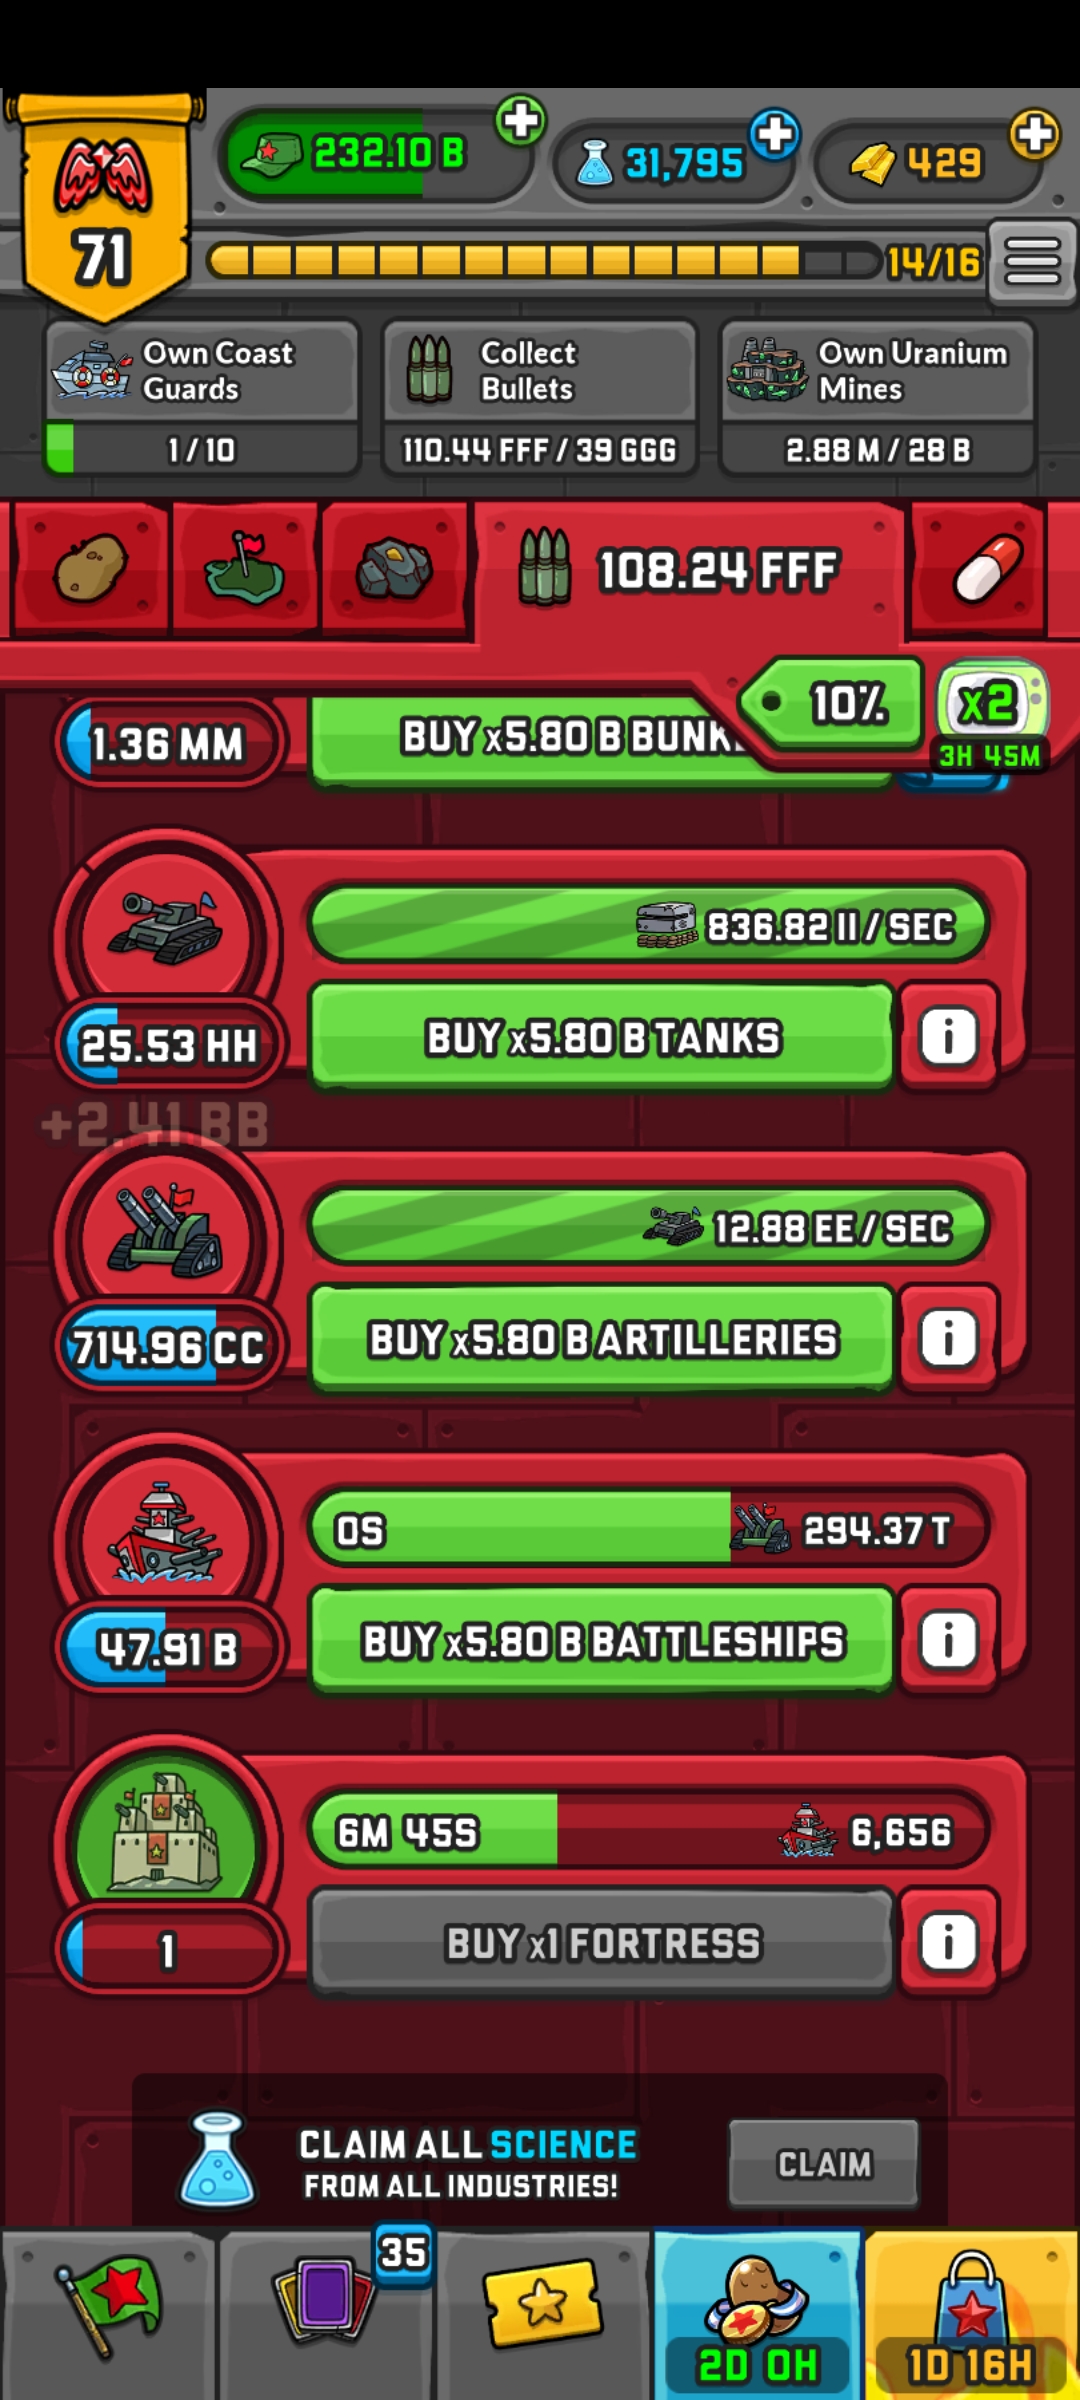 232.10 B
31,795
429
71
14/16
Own Coast
Guards
1/10
Collect
Bullets
110.44 FFF / 39 GGG
Own Uranium
Mines
2.88 M / 28 B
108.24 FFF
10%
x2
3H 45M
1.36 MM
BUY x5.80 B BUNK
836.82 II / SEC
25.53 HH
BUY x5.80 B TANKS
+2.41 BB
12.88 EE / SEC
714.96 CC
BUY x5.80 B ARTILLERIES
0S
294.37 T
47.91 B
BUY x5.80 B BATTLESHIPS
6M 45S
6,656
1
BUY x1 FORTRESS
CLAIM ALL SCIENCE
FROM ALL INDUSTRIES!
CLAIM
35
2D 0H
1D 16H